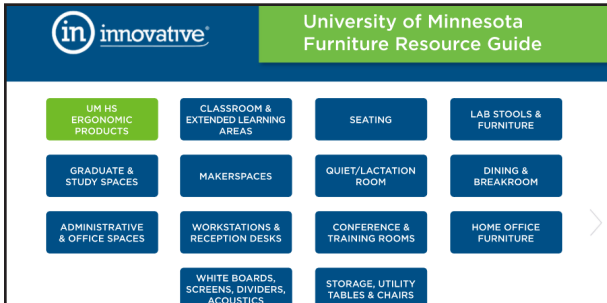 in innovative®
University of Minnesota
Furniture Resource Guide
UM HS
ERGONOMIC
PRODUCTS
CLASSROOM &
EXTENDED LEARNING
AREAS
SEATING
LAB STOOLS &
FURNITURE
GRADUATE &
STUDY SPACES
MAKERSPACES
QUIET/LACTATION
ROOM
DINING &
BREAKROOM
ADMINISTRATIVE
& OFFICE SPACES
WORKSTATIONS &
RECEPTION DESKS
CONFERENCE &
TRAINING ROOMS
HOME OFFICE
FURNITURE
WHITE BOARDS,
SCREENS, DIVIDERS,
ACOUSTICS
STORAGE, UTILITY
TABLES & CHAIRS